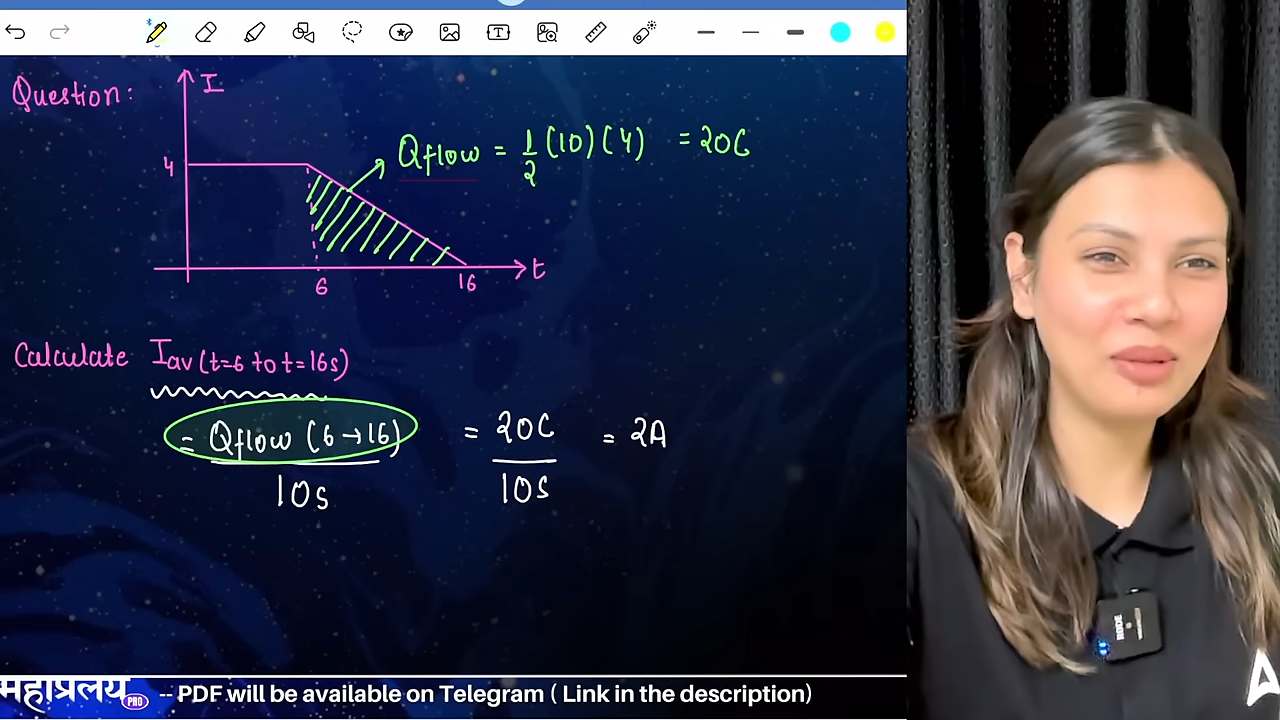 Question:
I
4
Qflow = 1/2 (10)(4) = 20C
6
16
t
Calculate Iav (t=6 to t=16s)
= Qflow (6→16) / 10s = 20C / 10s = 2A
RODE
महाप्रलय PRO -- PDF will be available on Telegram ( Link in the description)